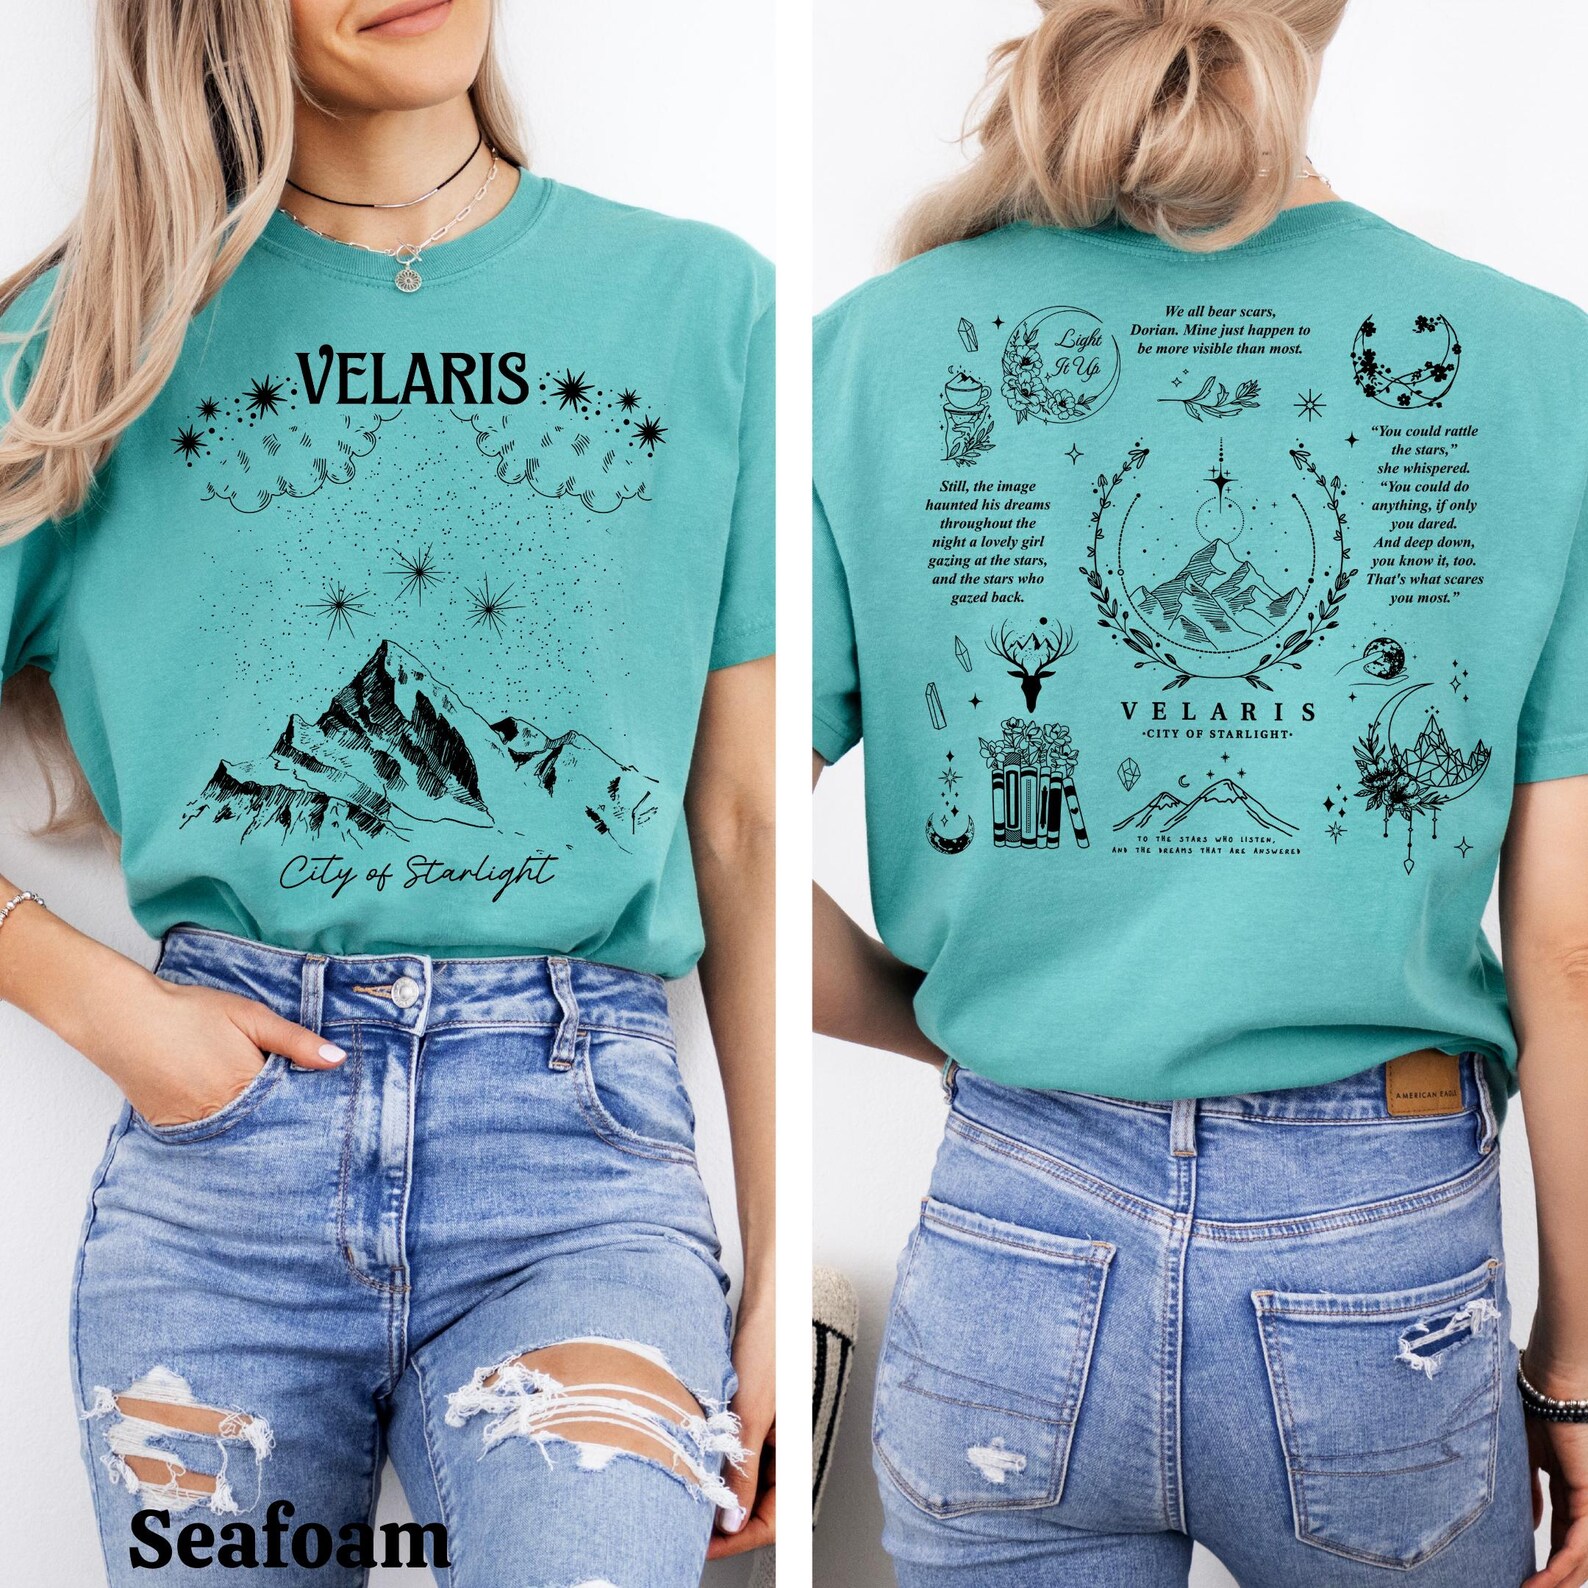 VELARIS
City of Starlight
Seafoam
Light
It Up
We all bear scars,
Dorian. Mine just happen to
be more visible than most.
"You could rattle
the stars,"
she whispered.
"You could do
anything, if only
you dared.
And deep down,
you know it, too.
That's what scares
you most."
Still, the image
haunted his dreams
throughout the
night a lovely girl
gazing at the stars,
and the stars who
gazed back.
VELARIS
·CITY OF STARLIGHT·
TO THE STARS WHO LISTEN,
AND THE DREAMS THAT ARE ANSWERED
AMERICAN EAGLE